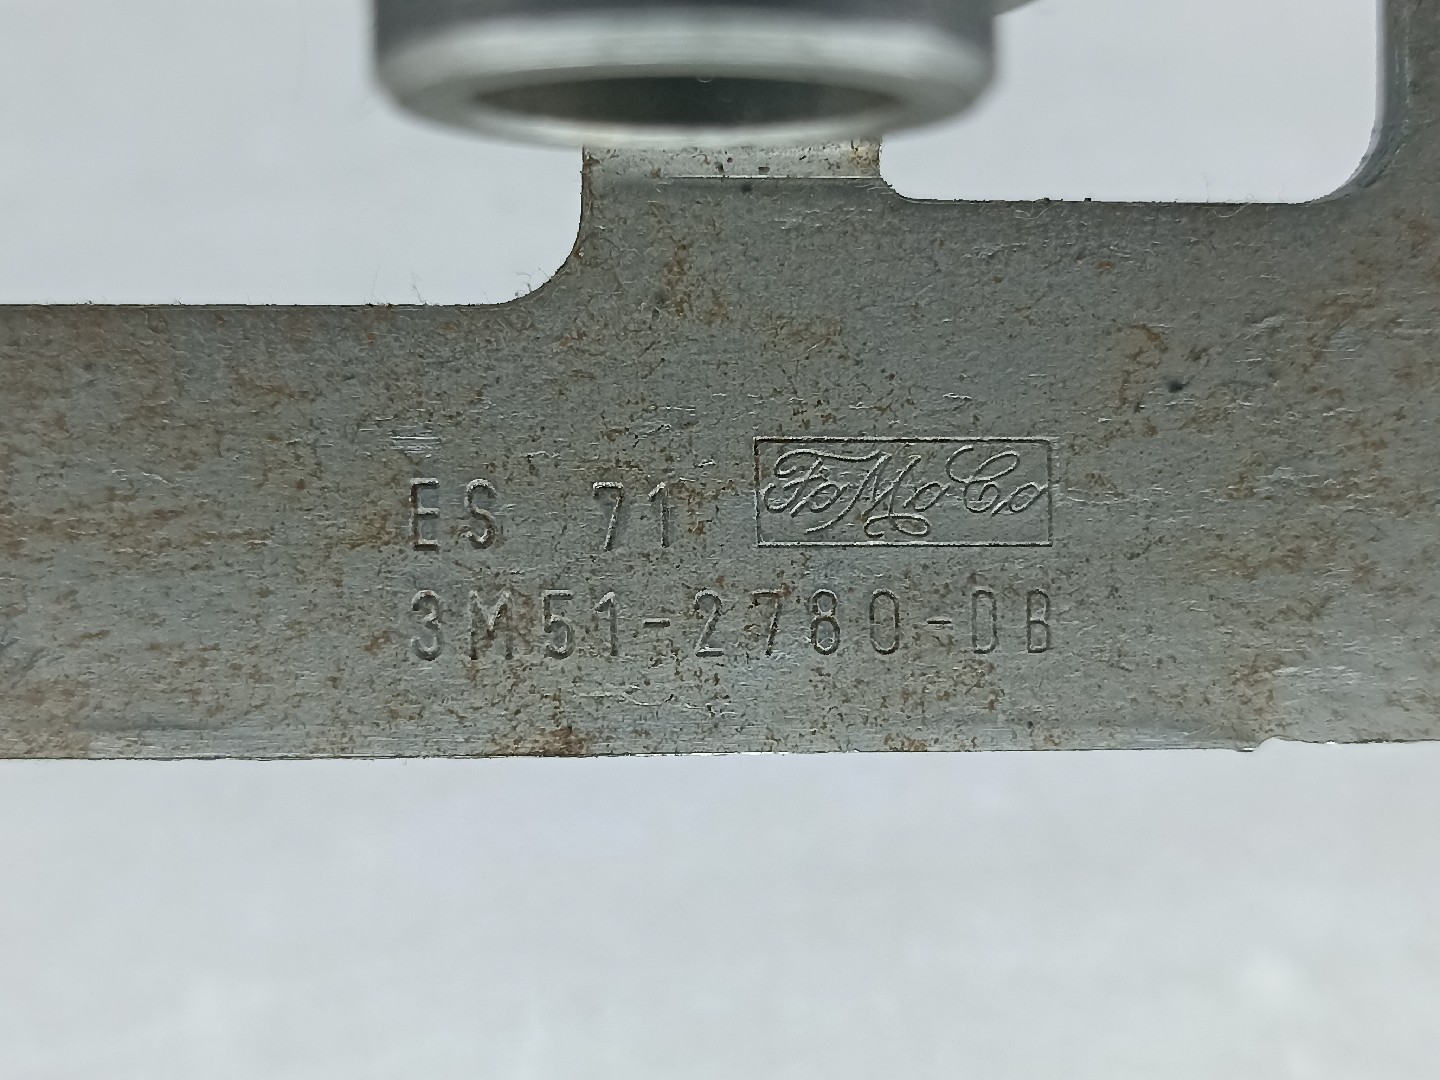 ES 71 FoMoCo
3M51-2780-DB